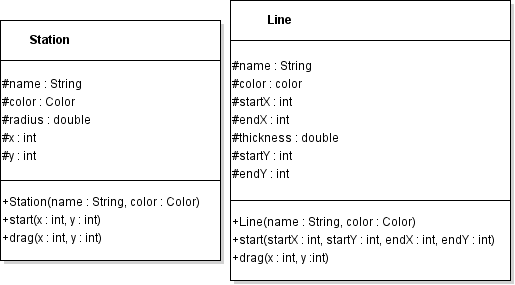 Station
#name : String
#color : Color
#radius : double
#x : int
#y : int
+Station(name : String, color : Color)
+start(x : int, y : int)
+drag(x : int, y : int)
Line
#name : String
#color : color
#startX : int
#endX : int
#thickness : double
#startY : int
#endY : int
+Line(name : String, color : Color)
+start(startX : int, startY : int, endX : int, endY : int)
+drag(x : int, y :int)